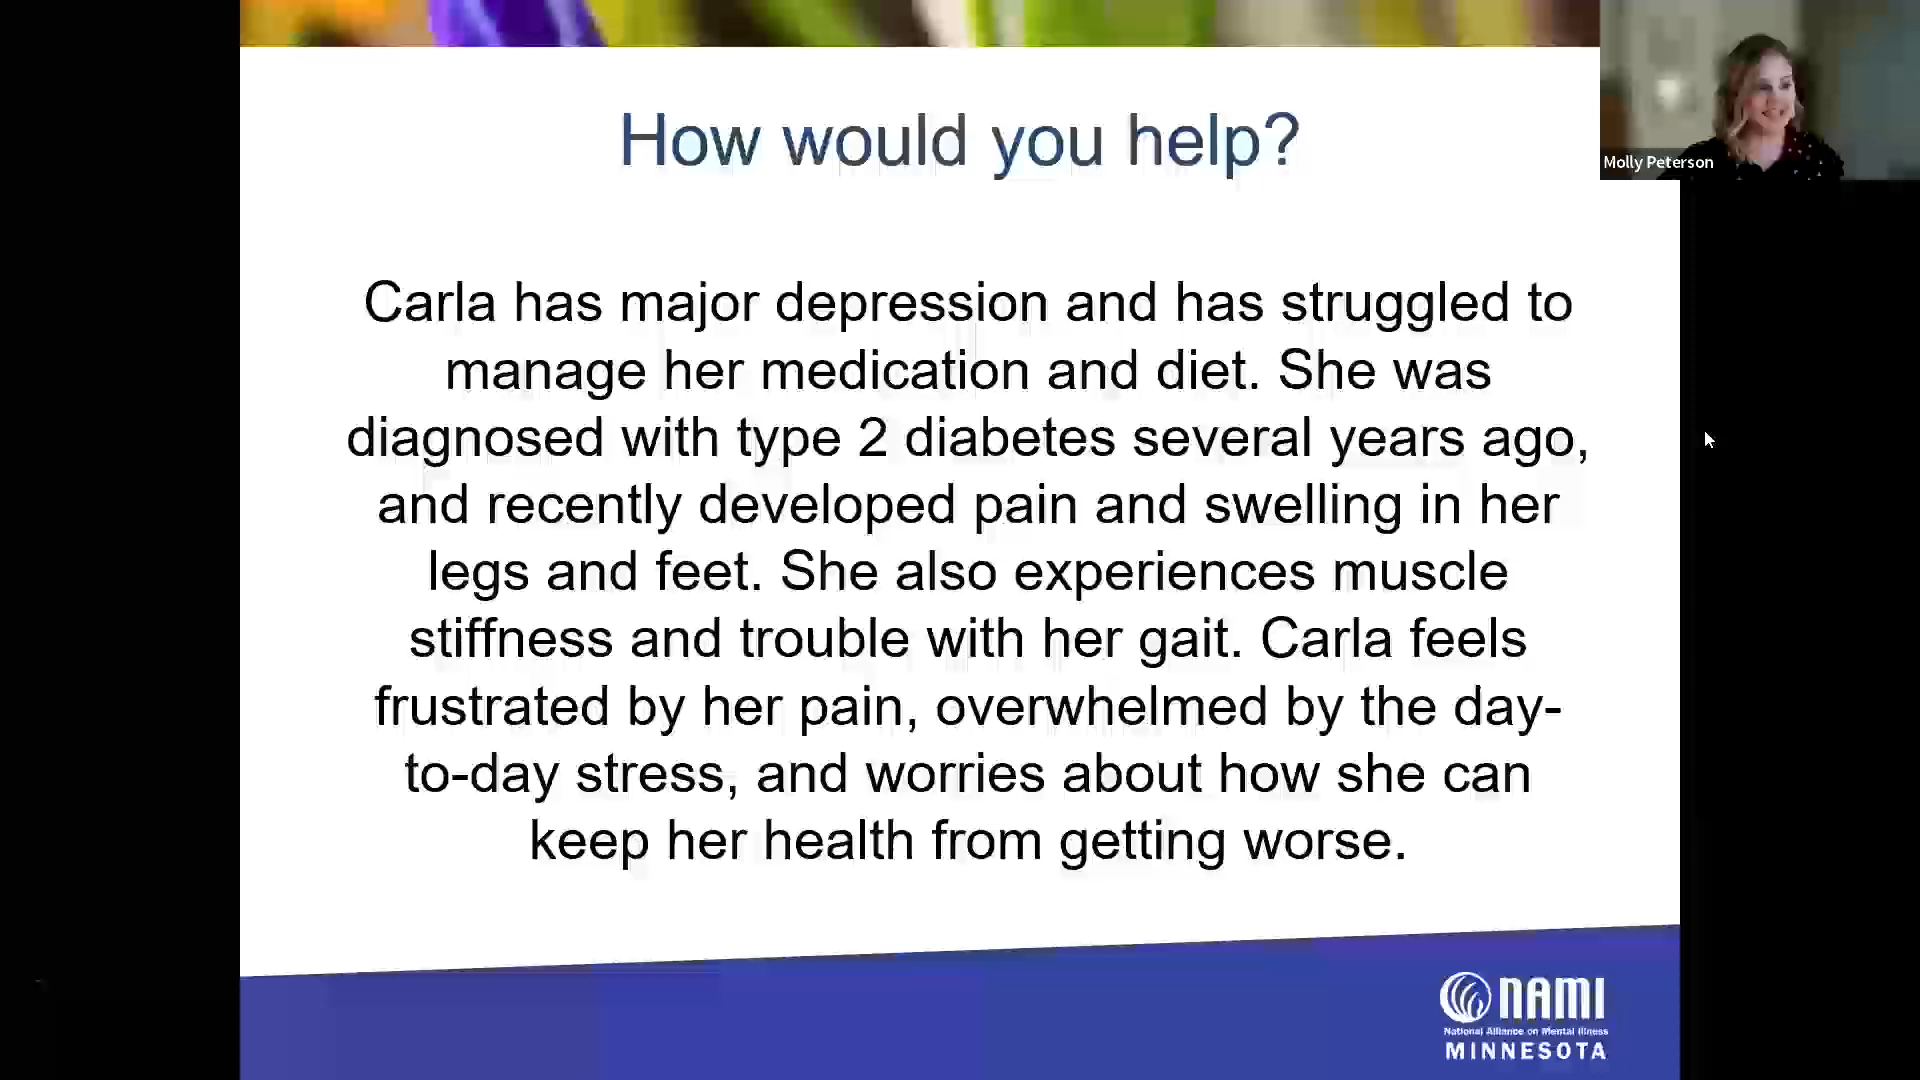 How would you help?
Molly Peterson
Carla has major depression and has struggled to
manage her medication and diet. She was
diagnosed with type 2 diabetes several years ago,
and recently developed pain and swelling in her
legs and feet. She also experiences muscle
stiffness and trouble with her gait. Carla feels
frustrated by her pain, overwhelmed by the day-
to-day stress, and worries about how she can
keep her health from getting worse.
NAMI
National Alliance on Mental Illness
MINNESOTA